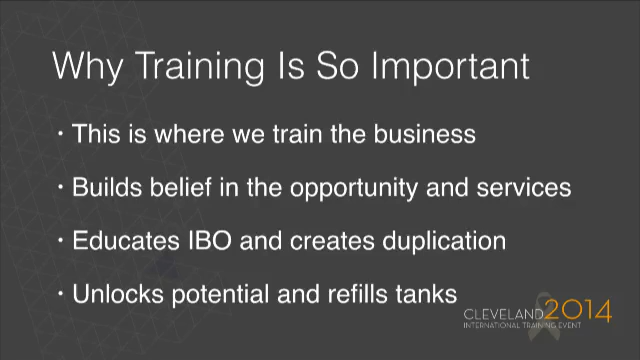 Why Training Is So Important
• This is where we train the business
• Builds belief in the opportunity and services
• Educates IBO and creates duplication
• Unlocks potential and refills tanks
CLEVELAND 2014
INTERNATIONAL TRAINING EVENT